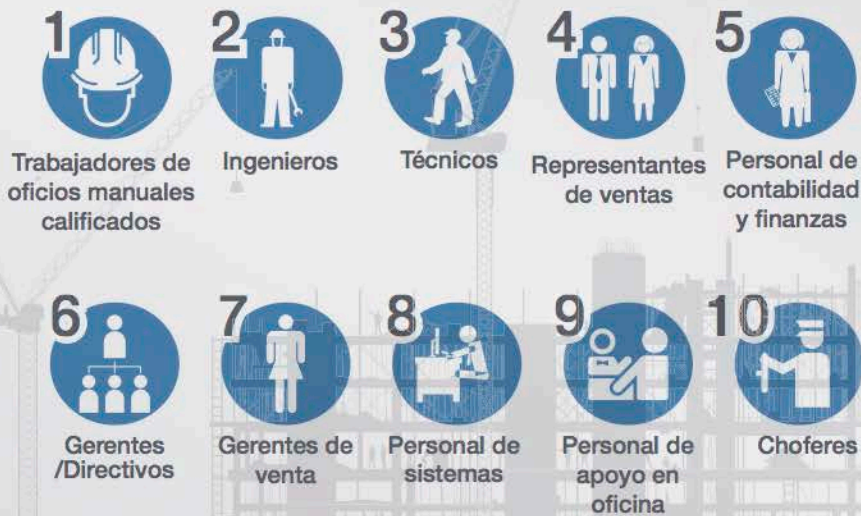 1
2
3
4
5
Trabajadores de
oficios manuales
calificados
Ingenieros
Técnicos
Representantes
de ventas
Personal de
contabilidad
y finanzas
6
7
8
9
10
Gerentes
/Directivos
Gerentes de
venta
Personal de
sistemas
Personal de
apoyo en
oficina
Choferes